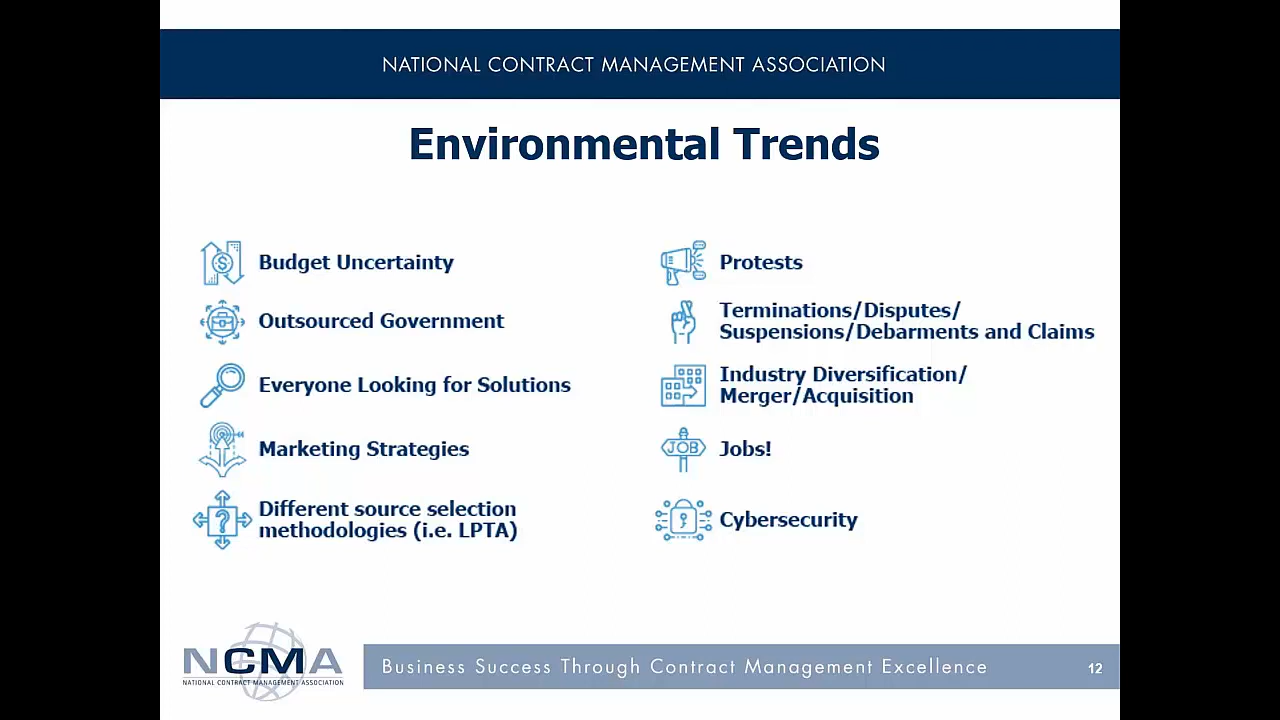 NATIONAL CONTRACT MANAGEMENT ASSOCIATION
Environmental Trends
Budget Uncertainty
Outsourced Government
Everyone Looking for Solutions
Marketing Strategies
Different source selection
methodologies (i.e. LPTA)
Protests
Terminations/Disputes/
Suspensions/Debarments and Claims
Industry Diversification/
Merger/Acquisition
JOB
Jobs!
Cybersecurity
NCMA
NATIONAL CONTRACT MANAGEMENT ASSOCIATION
Business Success Through Contract Management Excellence
12